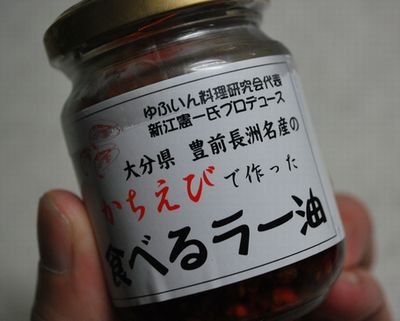 ゆふいん料理研究会代表
新江憲一氏プロデュース
大分県 豊前長洲名産の
かちえびで作った
食べるラー油